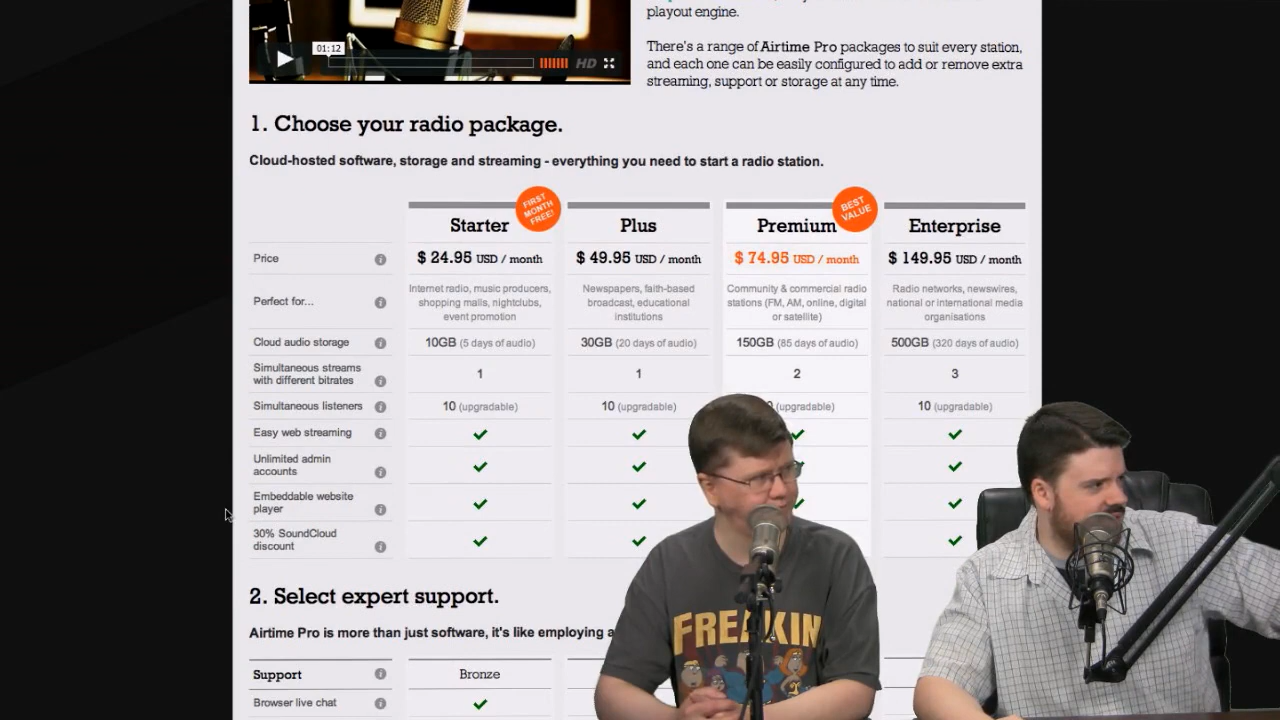 playout engine.
There's a range of Airtime Pro packages to suit every station,
and each one can be easily configured to add or remove extra
streaming, support or storage at any time.
01:12
HD
1. Choose your radio package.
Cloud-hosted software, storage and streaming - everything you need to start a radio station.
FIRST MONTH FREE!
BEST VALUE
Starter Plus Premium Enterprise
Price $ 24.95 USD / month $ 49.95 USD / month $ 74.95 USD / month $ 149.95 USD / month
Perfect for...
Internet radio, music producers,
shopping malls, nightclubs,
event promotion
Newspapers, faith-based
broadcast, educational
institutions
Community & commercial radio
stations (FM, AM, online, digital
or satellite)
Radio networks, newswires,
national or international media
organisations
Cloud audio storage 10GB (5 days of audio) 30GB (20 days of audio) 150GB (85 days of audio) 500GB (320 days of audio)
Simultaneous streams
with different bitrates
1 1 2 3
Simultaneous listeners 10 (upgradable) 10 (upgradable) (upgradable) 10 (upgradable)
Easy web streaming
Unlimited admin
accounts
Embeddable website
player
30% SoundCloud
discount
2. Select expert support.
Airtime Pro is more than just software, it's like employing a
Support Bronze
Browser live chat
FREAKIN